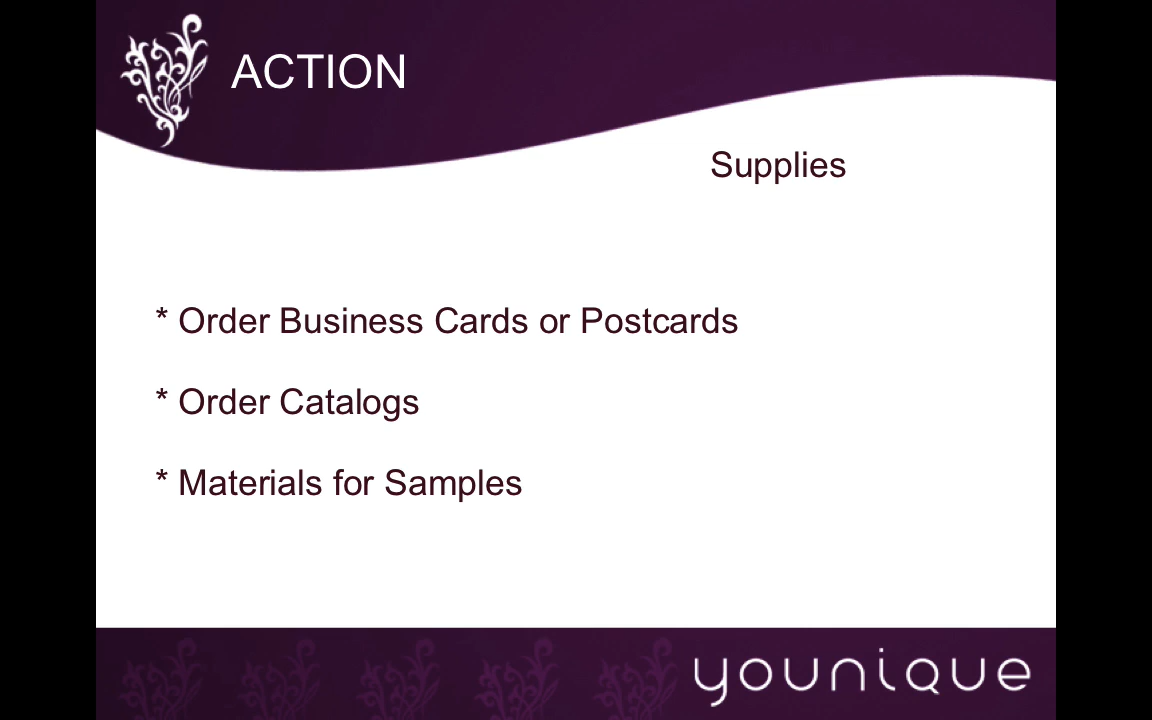 ACTION
Supplies
* Order Business Cards or Postcards
* Order Catalogs
* Materials for Samples
younique